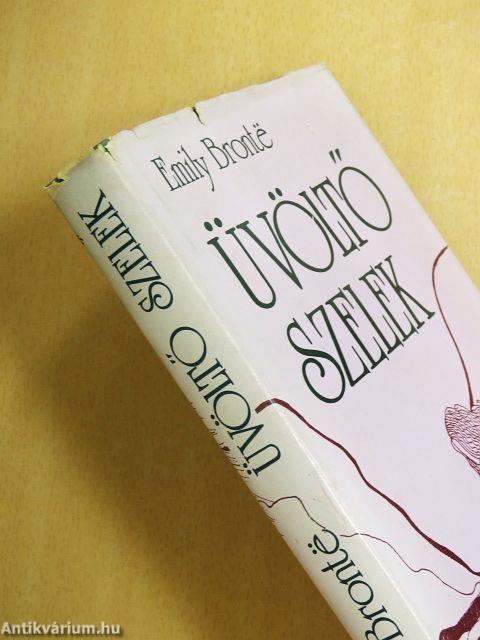 Emily Brontë
ÜVÖLTŐ
SZELEK
Brontë
ÜVÖLTŐ SZELEK
Antikvárium.hu